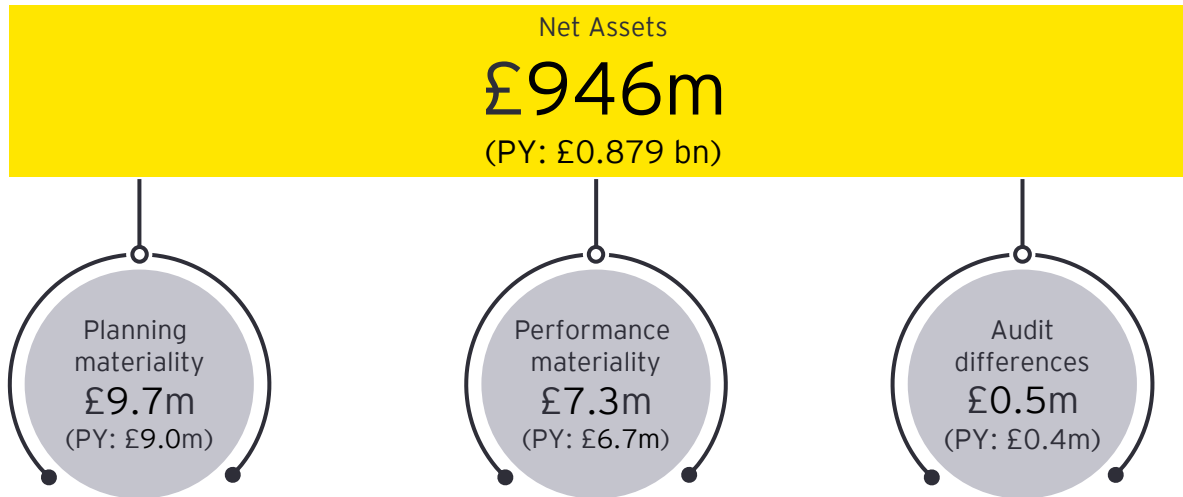 Net Assets
£946m
(PY: £0.879 bn)
Planning
materiality
£9.7m
(PY: £9.0m)
Performance
materiality
£7.3m
(PY: £6.7m)
Audit
differences
£0.5m
(PY: £0.4m)